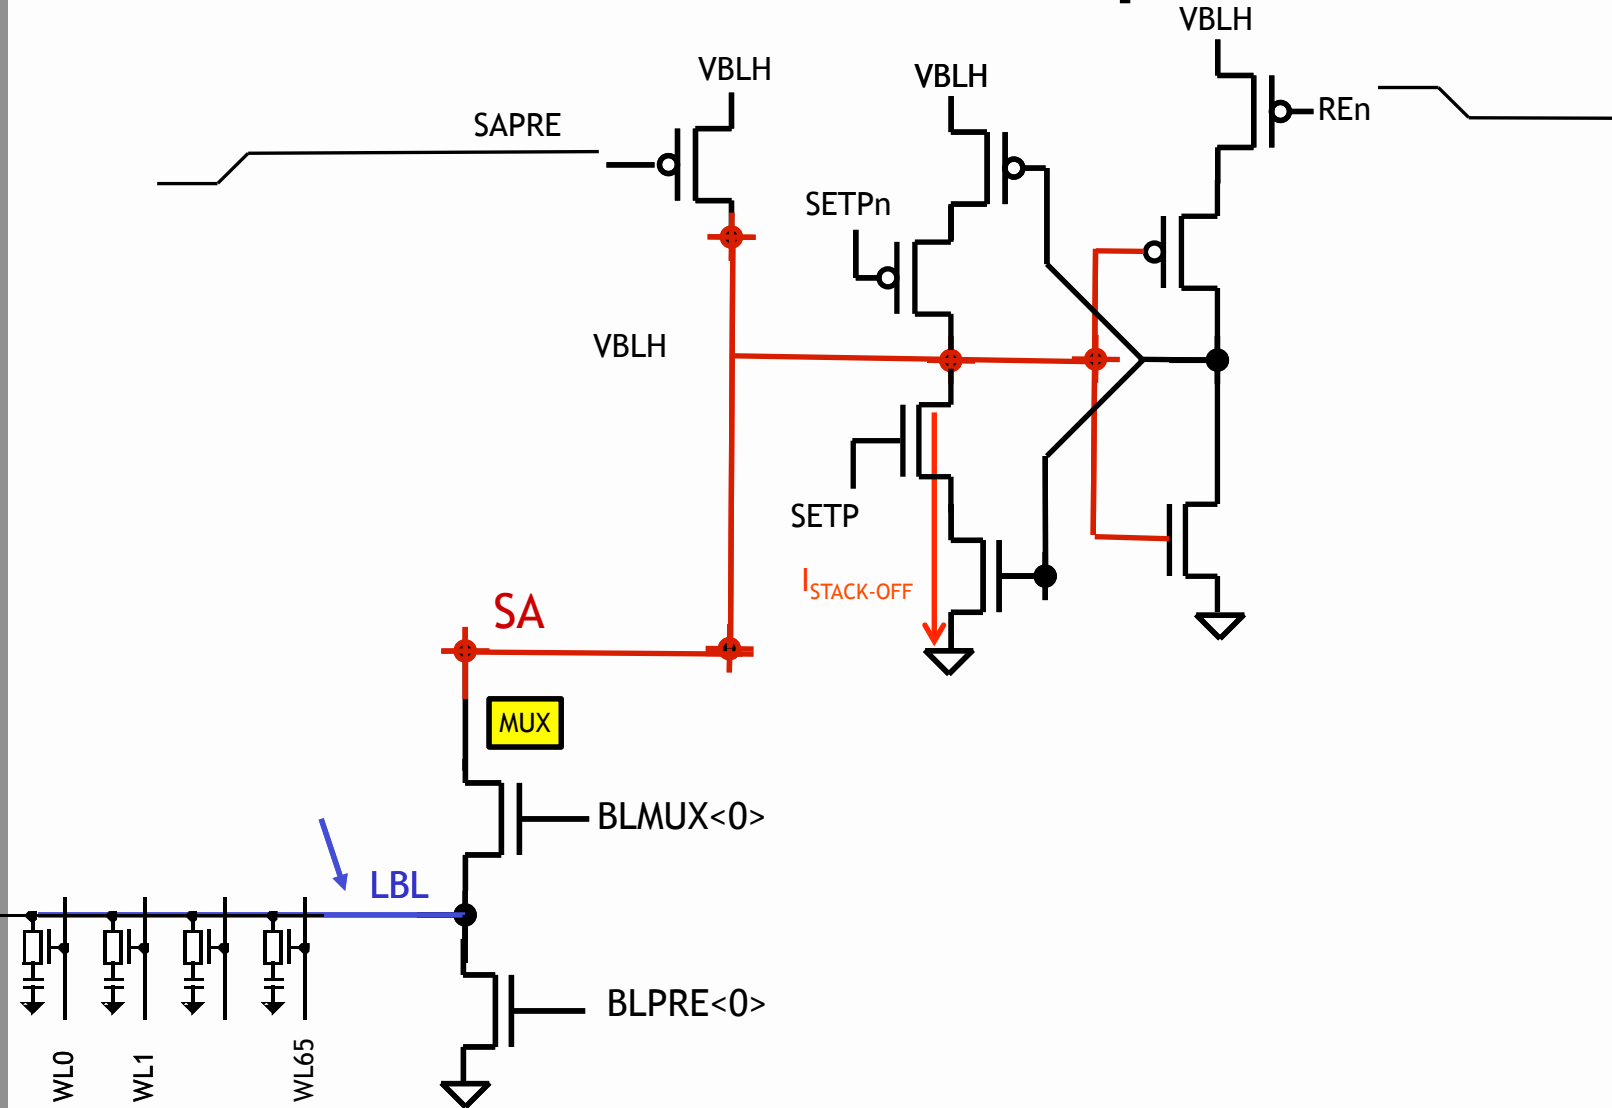 VBLH
VBLH
VBLH
SAPRE
REn
SETPn
VBLH
SETP
I STACK-OFF
SA
MUX
BLMUX<0>
LBL
BLPRE<0>
WL0
WL1
WL65